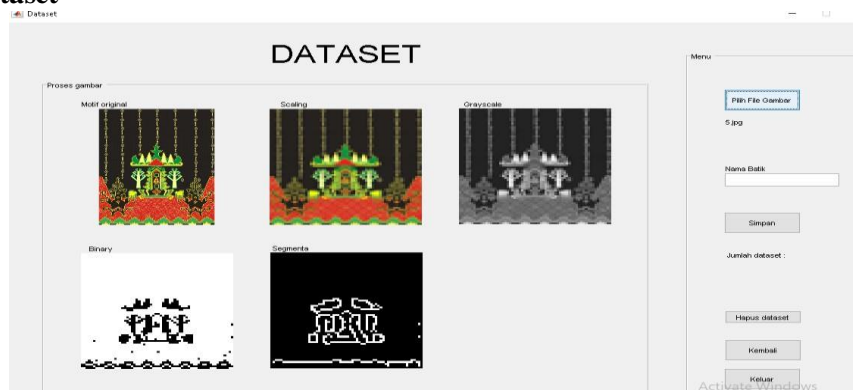 taset
Dataset
DATASET
Proses gambar
Motif original
Scaling
Grayscale
Binary
Segmenta
Menu
Pilih File Gambar
5.jpg
Nama Batik
Simpan
Jumlah dataset :
Hapus dataset
Kembali
Keluar
Activate Windows